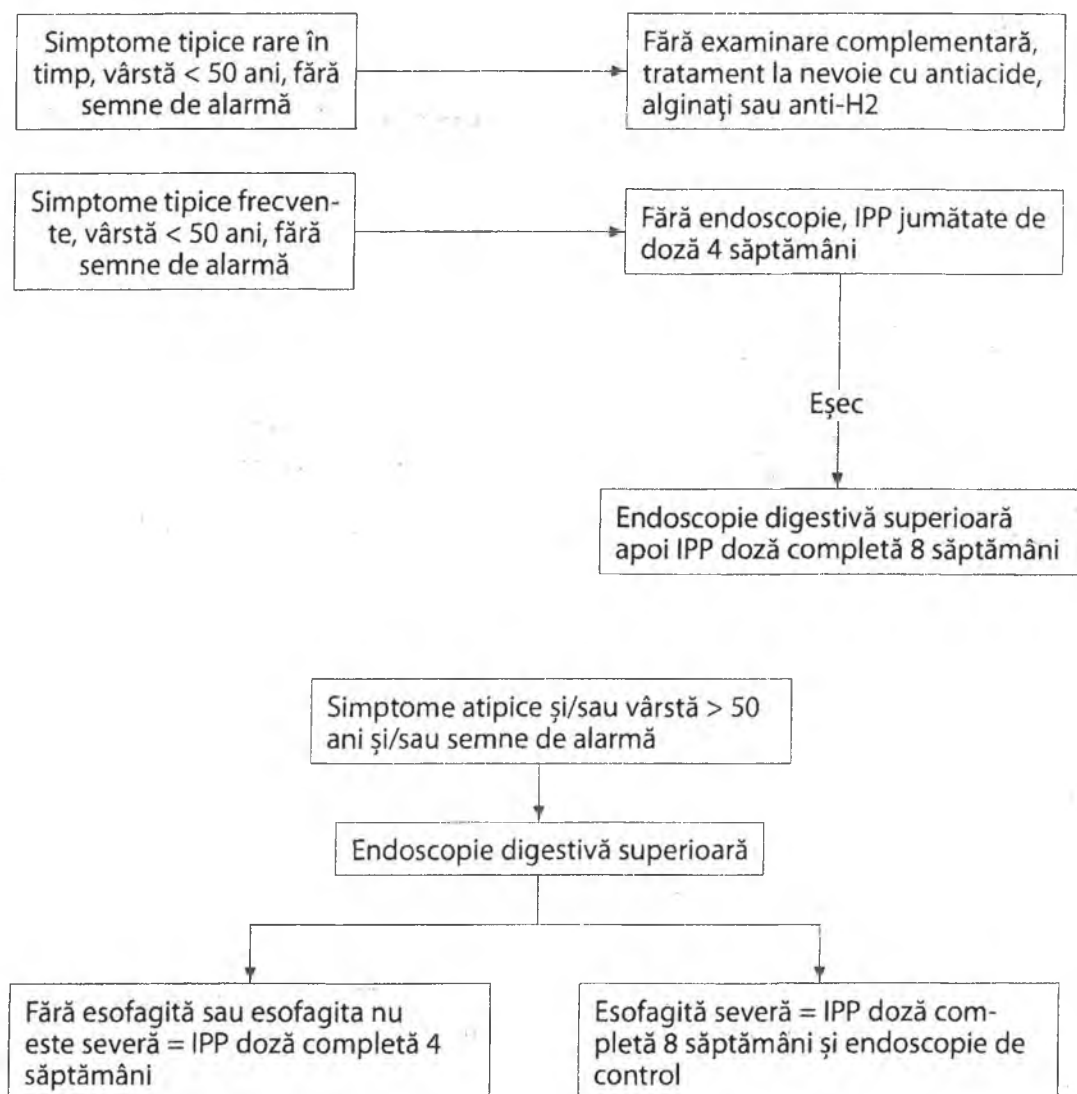 Simptome tipice rare în
timp, vârstă < 50 ani, fără
semne de alarmă
Fără examinare complementară,
tratament la nevoie cu antiacide,
alginați sau anti-H2
Simptome tipice frecven-
te, vârstă < 50 ani, fără
semne de alarmă
Fără endoscopie, IPP jumătate de
doză 4 săptămâni
Eșec
Endoscopie digestivă superioară
apoi IPP doză completă 8 săptămâni
Simptome atipice și/sau vârstă > 50
ani și/sau semne de alarmă
Endoscopie digestivă superioară
Fără esofagită sau esofagita nu
este severă = IPP doză completă 4
săptămâni
Esofagită severă = IPP doză com-
pletă 8 săptămâni și endoscopie de
control